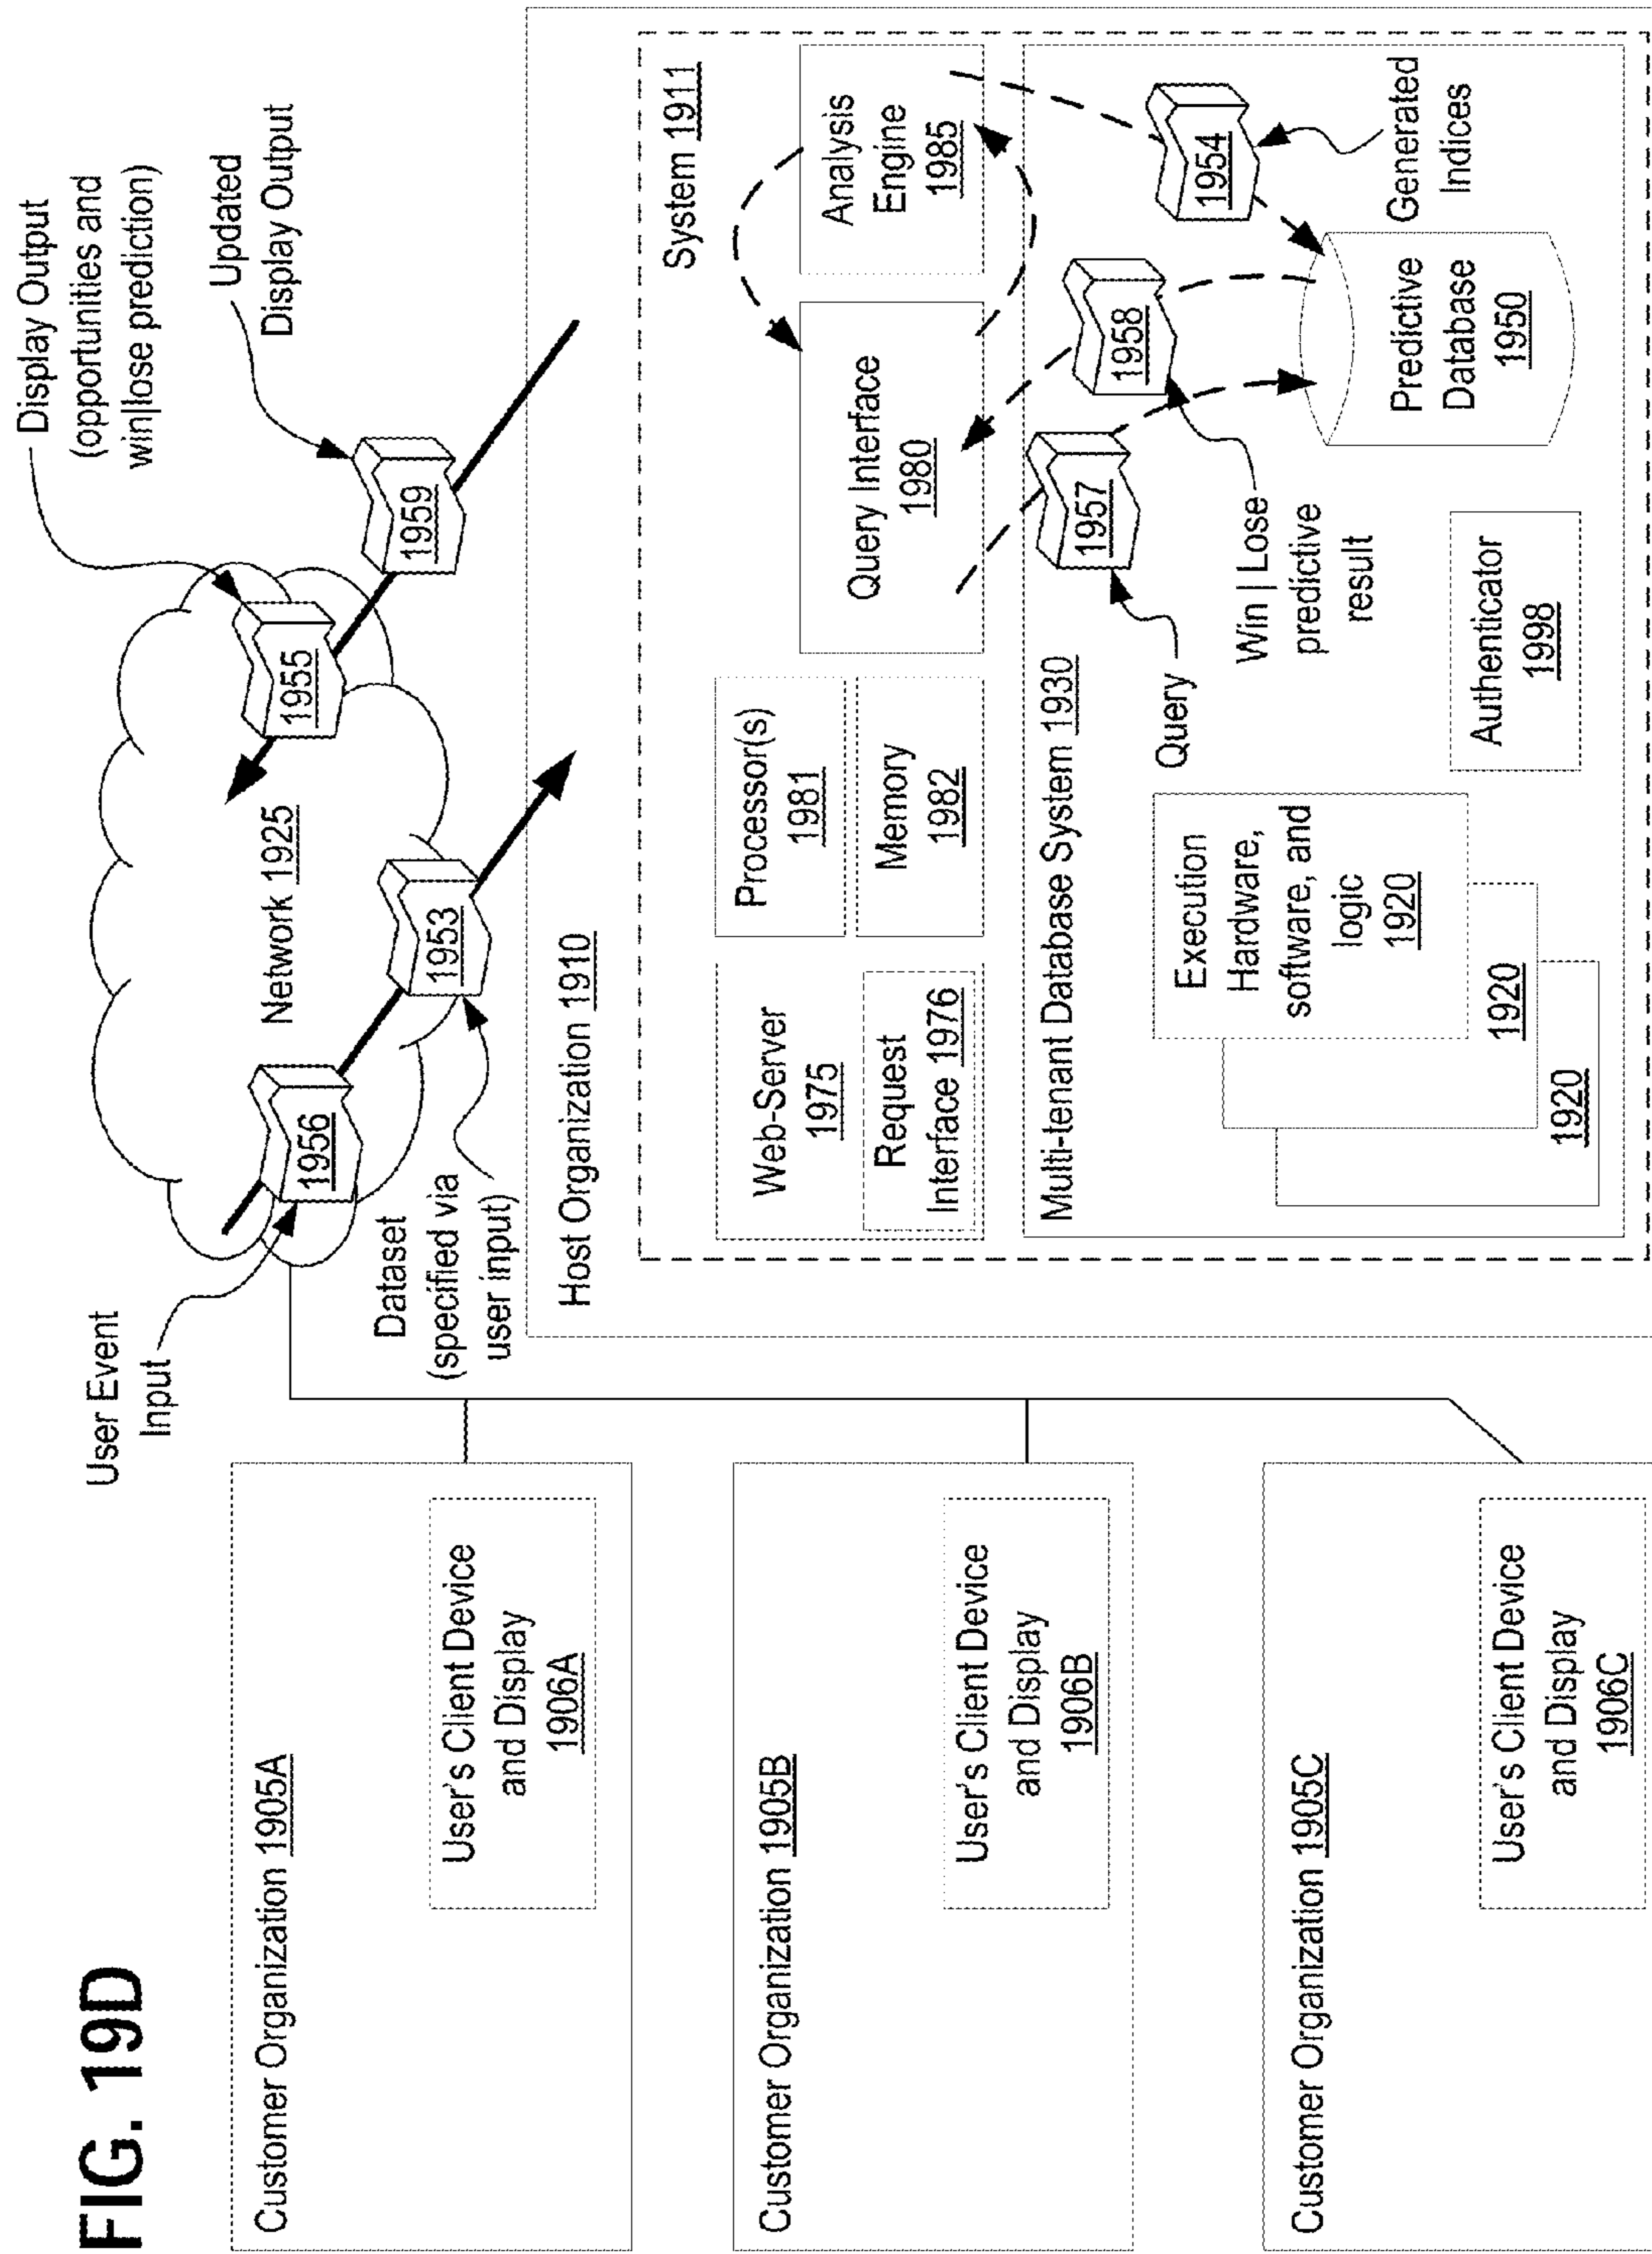 FIG. 19D
Customer Organization 1905A
User's Client Device
and Display
1906A
Customer Organization 1905B
User's Client Device
and Display
1906B
Customer Organization 1905C
User's Client Device
and Display
1906C
User Event
Input
1956
Network 1925
1953
Dataset
(specified via
user input)
Display Output
(opportunities and
win|lose prediction)
1955
Updated
Display Output
1959
Host Organization 1910
System 1911
Web-Server
1975
Request
Interface 1976
Processor(s)
1981
Memory
1982
Query Interface
1980
Analysis
Engine
1985
Multi-tenant Database System 1930
Execution
Hardware,
software, and
logic
1920
1920
1920
Query
1957
Win | Lose
predictive
result
1958
1954
Generated
Indices
Predictive
Database
1950
Authenticator
1998